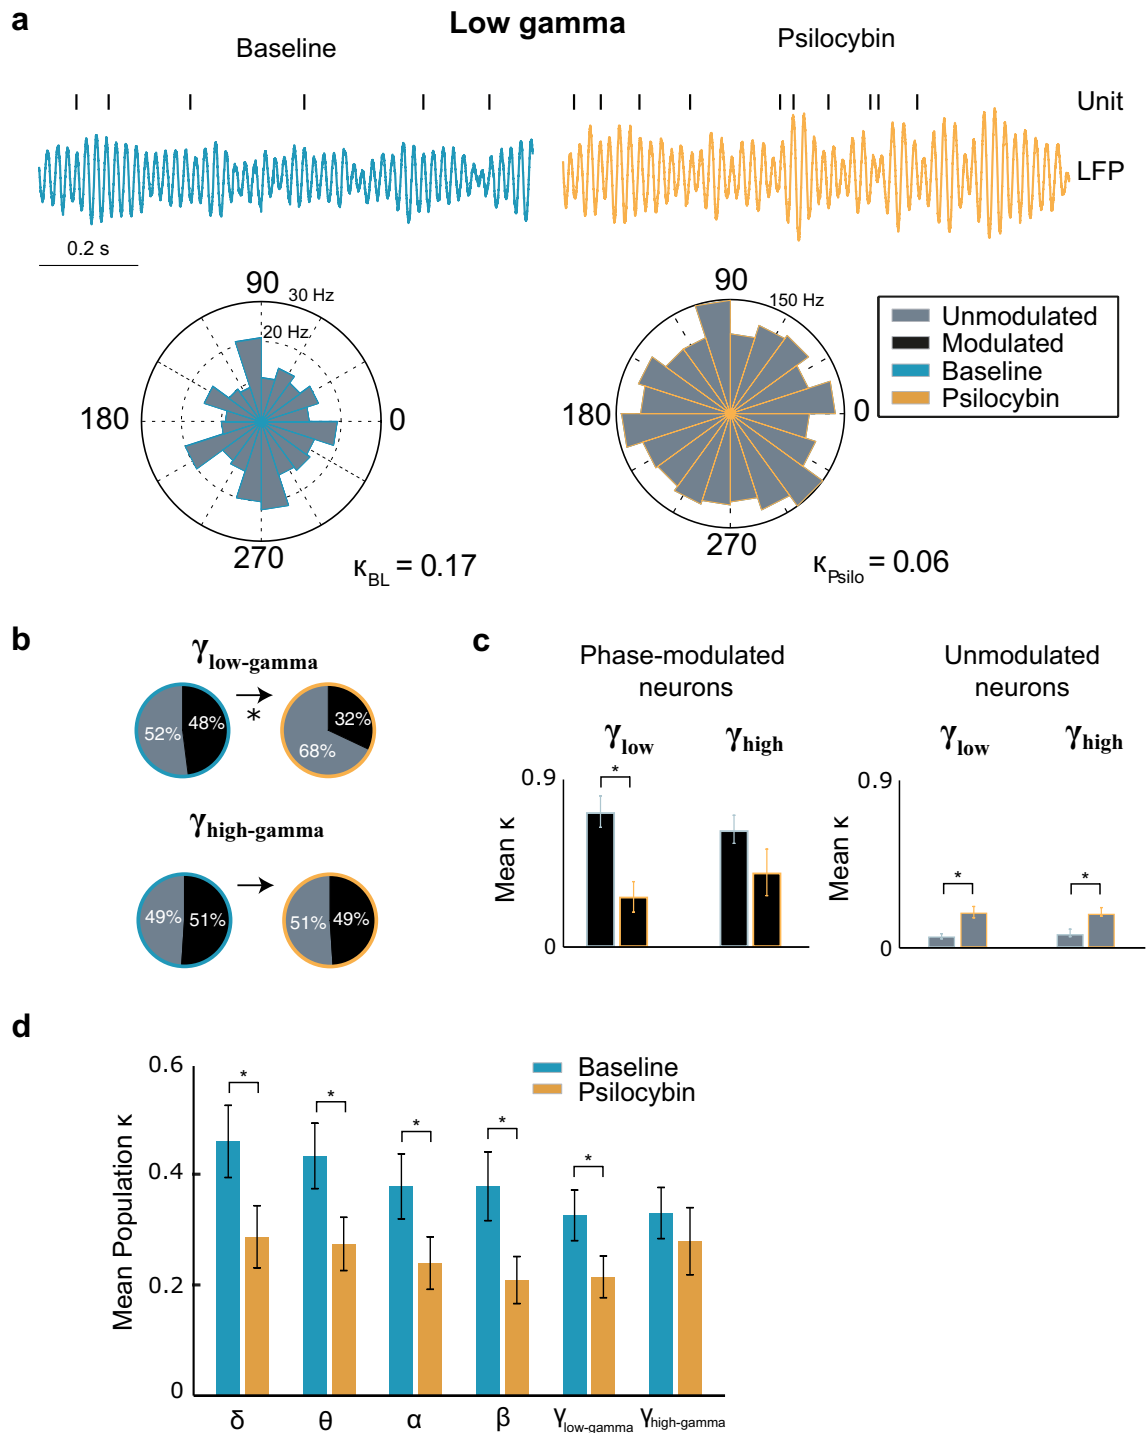 a
Low gamma
Baseline
Psilocybin
Unit
LFP
0.2 s
90
30 Hz
20 Hz
180
0
270
κBL = 0.17
90
150 Hz
180
0
270
κPsilo = 0.06
Unmodulated
Modulated
Baseline
Psilocybin
b
γlow-gamma
52%
48%
*
32%
68%
γhigh-gamma
49%
51%
51%
49%
c
Phase-modulated
neurons
Unmodulated
neurons
γlow
γhigh
γlow
γhigh
0.9
*
Mean κ
0
0.9
*
*
Mean κ
0
d
0.6
0.4
0.2
0
Mean Population κ
Baseline
Psilocybin
*
*
*
*
*
δ
θ
α
β
γlow-gamma
γhigh-gamma